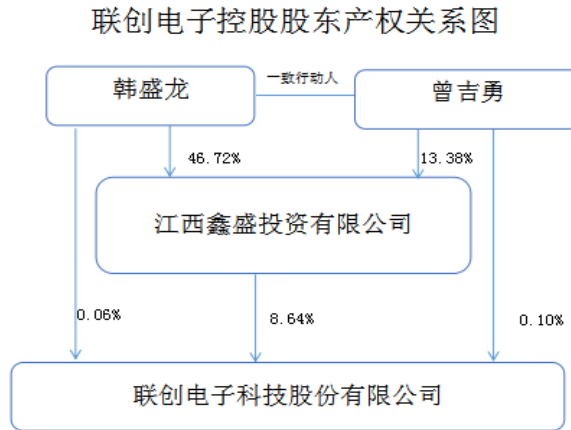 联创电子控股股东产权关系图
韩盛龙
一致行动人
曾吉勇
46.72%
13.38%
江西鑫盛投资有限公司
0.06%
8.64%
0.10%
联创电子科技股份有限公司